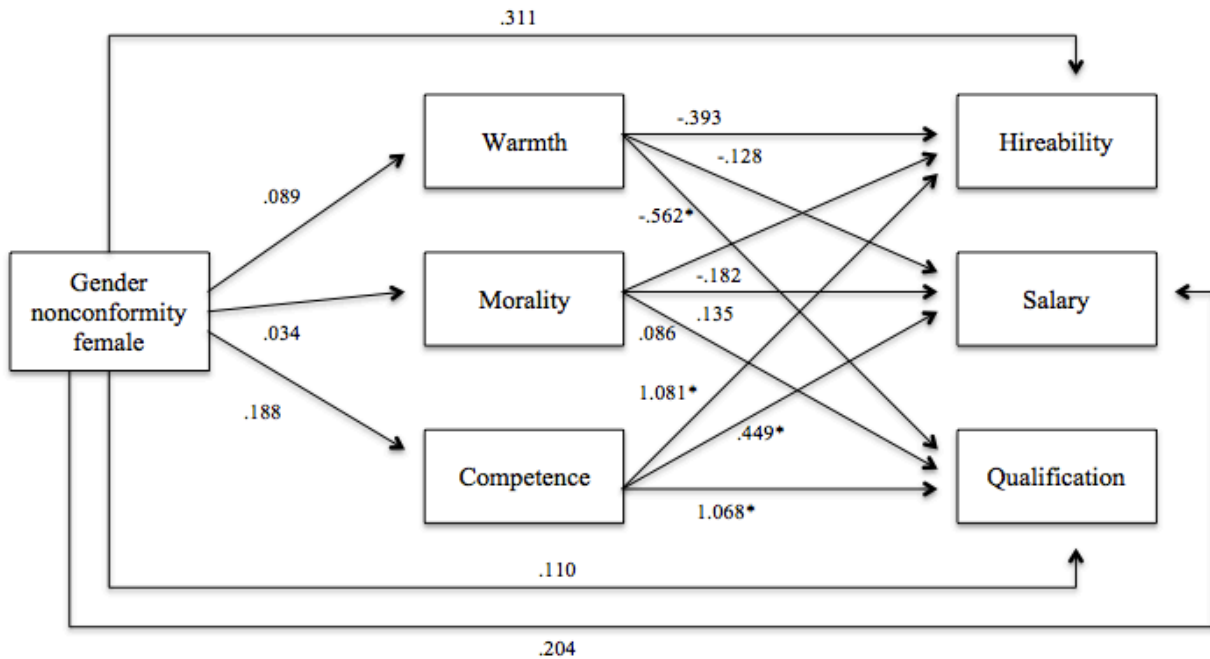 .311
Warmth
-.393
Hireability
-.128
.089
-.562*
Gender
nonconformity
female
Morality
-.182
Salary
.034
.086
.135
.188
1.081*
.449*
Competence
Qualification
1.068*
.110
.204